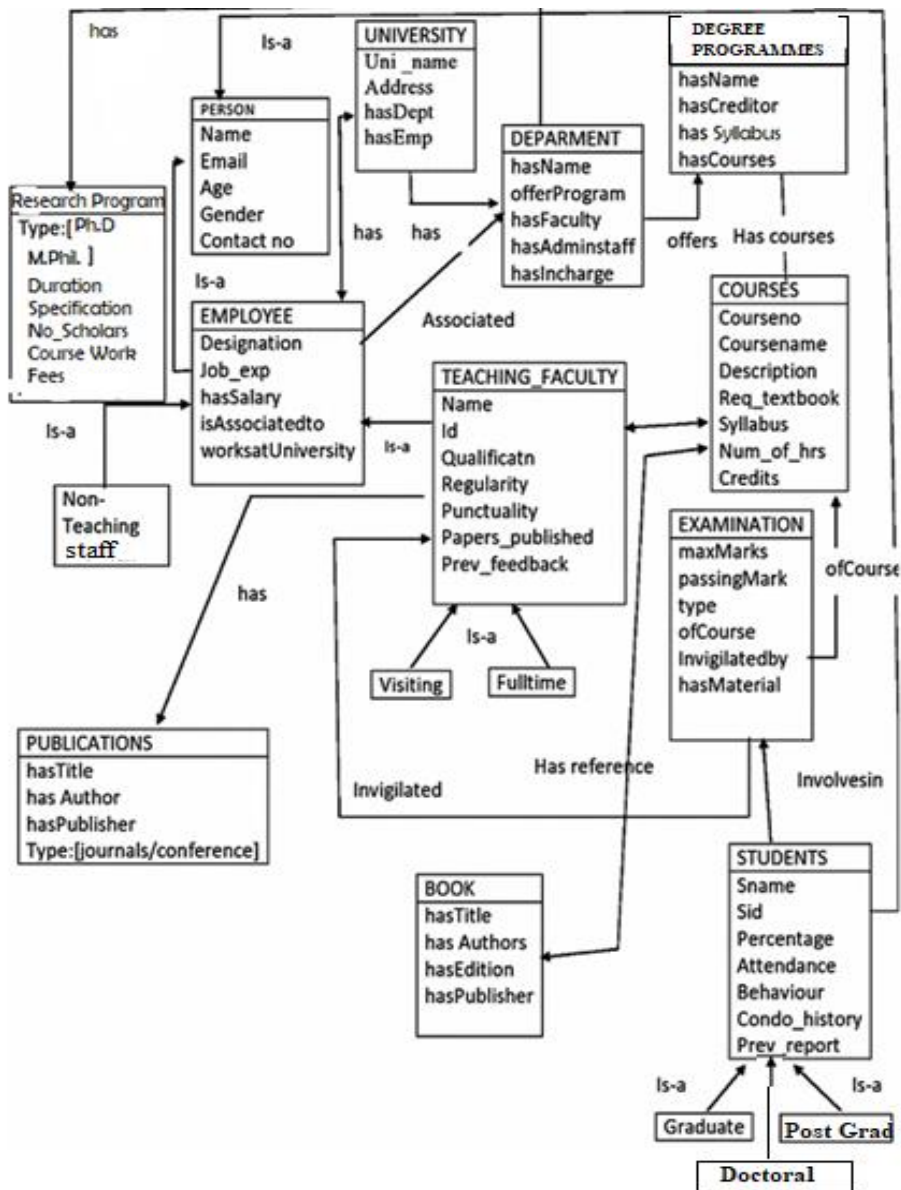 has
Is-a
UNIVERSITY
Uni _name
Address
hasDept
hasEmp
DEGREE
PROGRAMMES
hasName
hasCreditor
has Syllabus
hasCourses
PERSON
Name
Email
Age
Gender
Contact no
DEPARMENT
hasName
offerProgram
hasFaculty
hasAdminstaff
hasIncharge
Research Program
Type:[Ph.D
M.Phil. ]
Duration
Specification
No_Scholars
Course Work
Fees
has
has
offers
Has courses
Is-a
EMPLOYEE
Designation
Job_exp
hasSalary
isAssociatedto
worksatUniversity
Associated
COURSES
Courseno
Coursename
Description
Req_textbook
Syllabus
Num_of_hrs
Credits
TEACHING_FACULTY
Name
Id
Qualificatn
Regularity
Punctuality
Papers_published
Prev_feedback
Is-a
Is-a
Non-
Teaching
staff
EXAMINATION
maxMarks
passingMark
type
ofCourse
Invigilatedby
hasMaterial
ofCourse
has
Is-a
Visiting
Fulltime
PUBLICATIONS
hasTitle
has Author
hasPublisher
Type:[journals/conference]
Has reference
Invigilated
Involvesin
BOOK
hasTitle
has Authors
hasEdition
hasPublisher
STUDENTS
Sname
Sid
Percentage
Attendance
Behaviour
Condo_history
Prev_report
Is-a
Is-a
Graduate
Post Grad
Doctoral